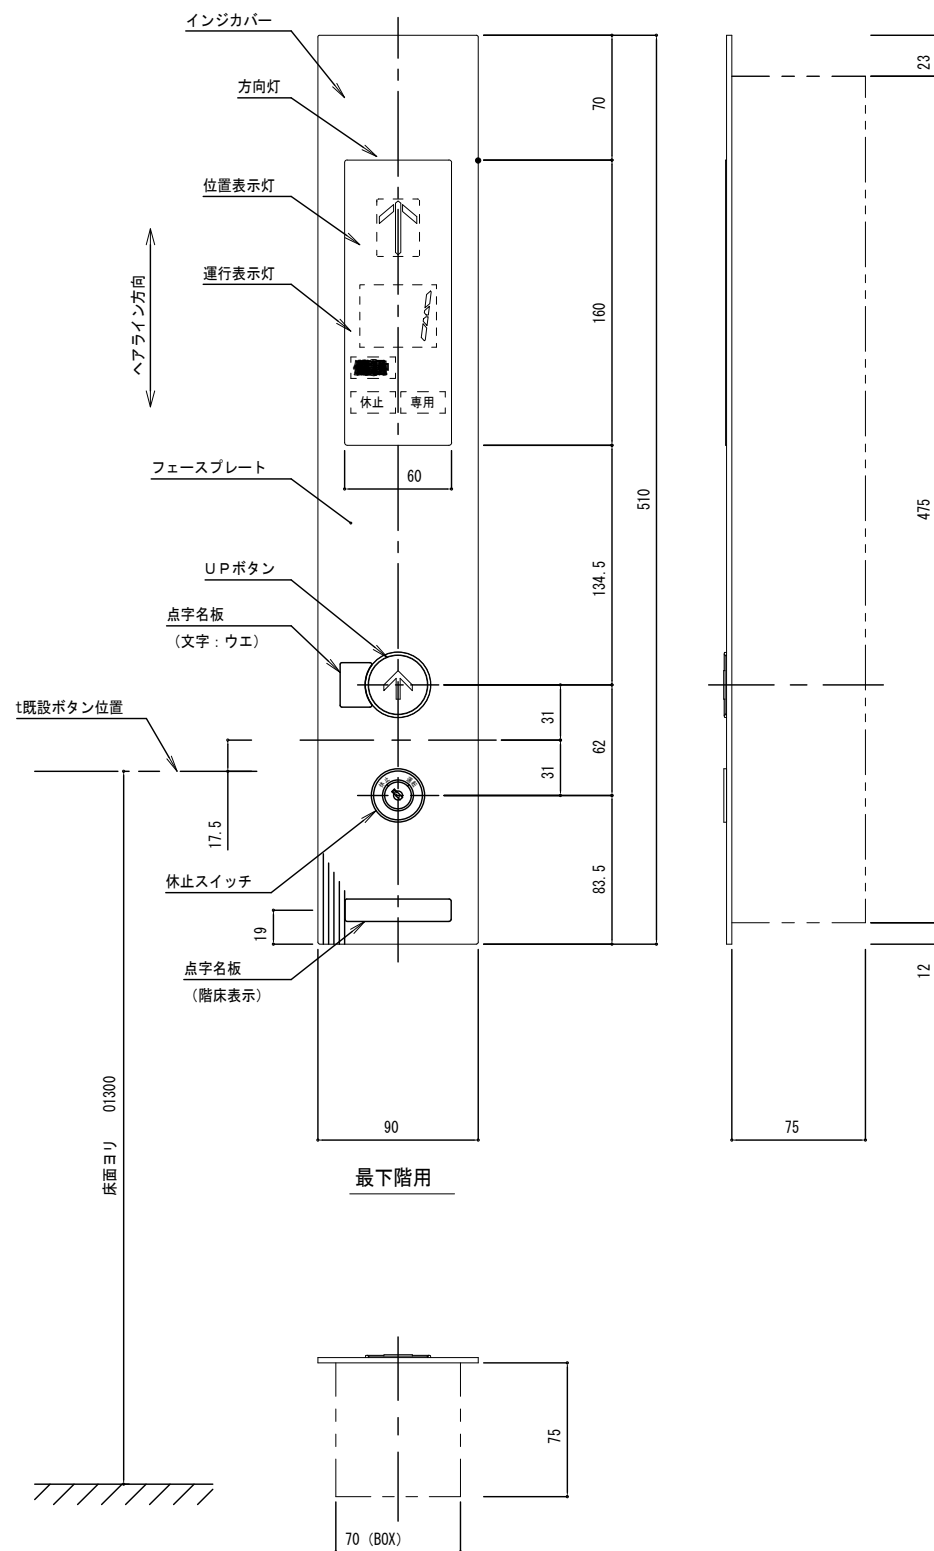 インジカバー
方向灯
位置表示灯
運行表示灯
ヘアライン方向
休止
専用
フェースプレート
UPボタン
点字名板
（文字：ウエ）
t既設ボタン位置
休止スイッチ
点字名板
（階床表示）
17.5
19
床面ヨリ 01300
60
31
31
70
160
134.5
62
83.5
510
90
最下階用
23
475
12
75
75
70 (BOX)